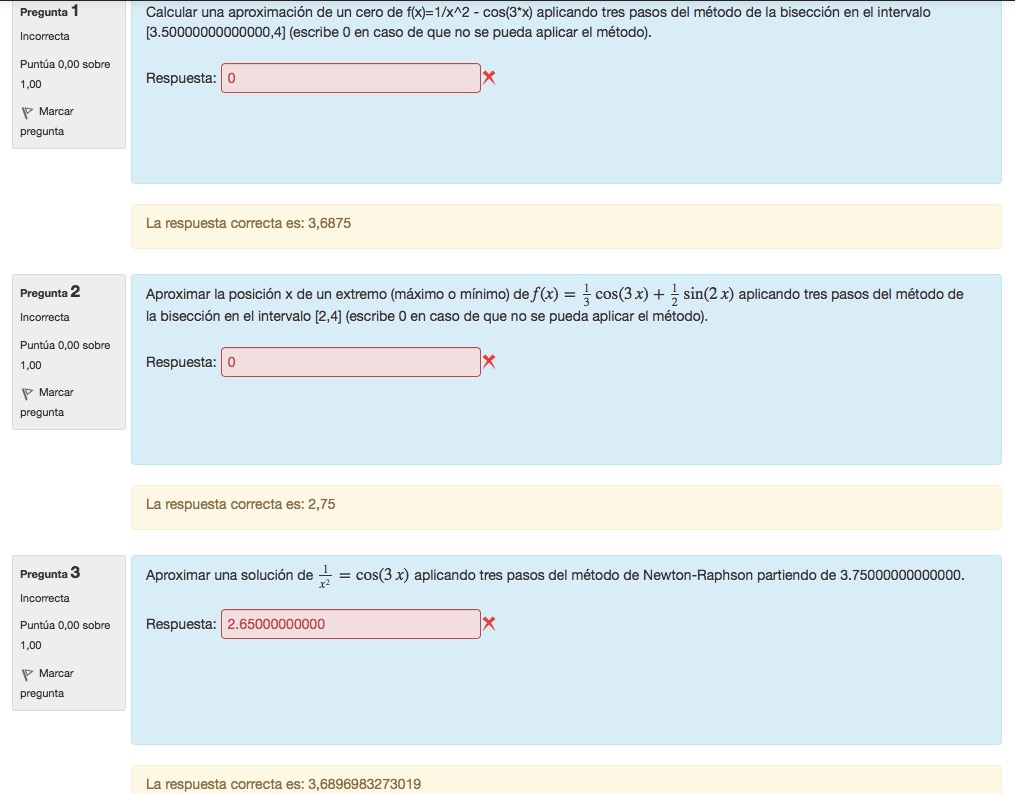 Pregunta 1
Incorrecta
Puntúa 0,00 sobre
1,00
Marcar
pregunta
Calcular una aproximación de un cero de f(x)=1/x^2 - cos(3*x) aplicando tres pasos del método de la bisección en el intervalo
[3.50000000000000,4] (escribe 0 en caso de que no se pueda aplicar el método).
Respuesta: 0
La respuesta correcta es: 3,6875
Pregunta 2
Incorrecta
Puntúa 0,00 sobre
1,00
Marcar
pregunta
Aproximar la posición x de un extremo (máximo o mínimo) de f(x) = 1/3 cos(3 x) + 1/2 sin(2 x) aplicando tres pasos del método de
la bisección en el intervalo [2,4] (escribe 0 en caso de que no se pueda aplicar el método).
Respuesta: 0
La respuesta correcta es: 2,75
Pregunta 3
Incorrecta
Puntúa 0,00 sobre
1,00
Marcar
pregunta
Aproximar una solución de 1/x² = cos(3 x) aplicando tres pasos del método de Newton-Raphson partiendo de 3.75000000000000.
Respuesta: 2.65000000000
La respuesta correcta es: 3,6896983273019